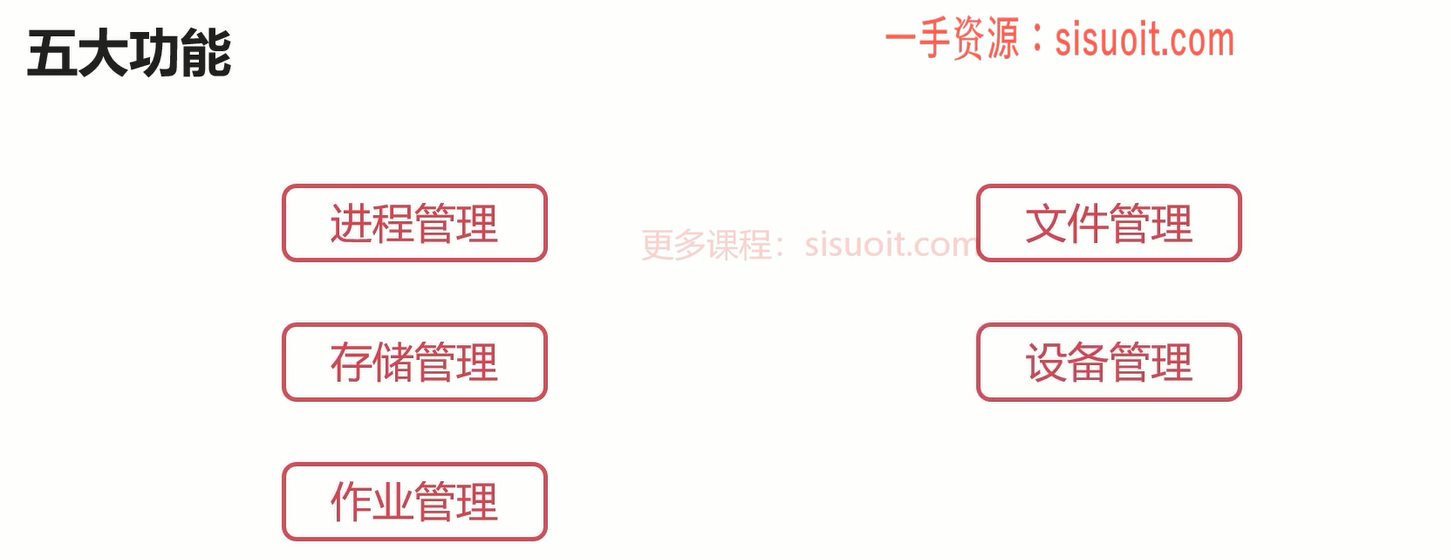 五大功能
一手资源：sisuoit.com
进程管理
更多课程：sisuoit.com
文件管理
存储管理
设备管理
作业管理